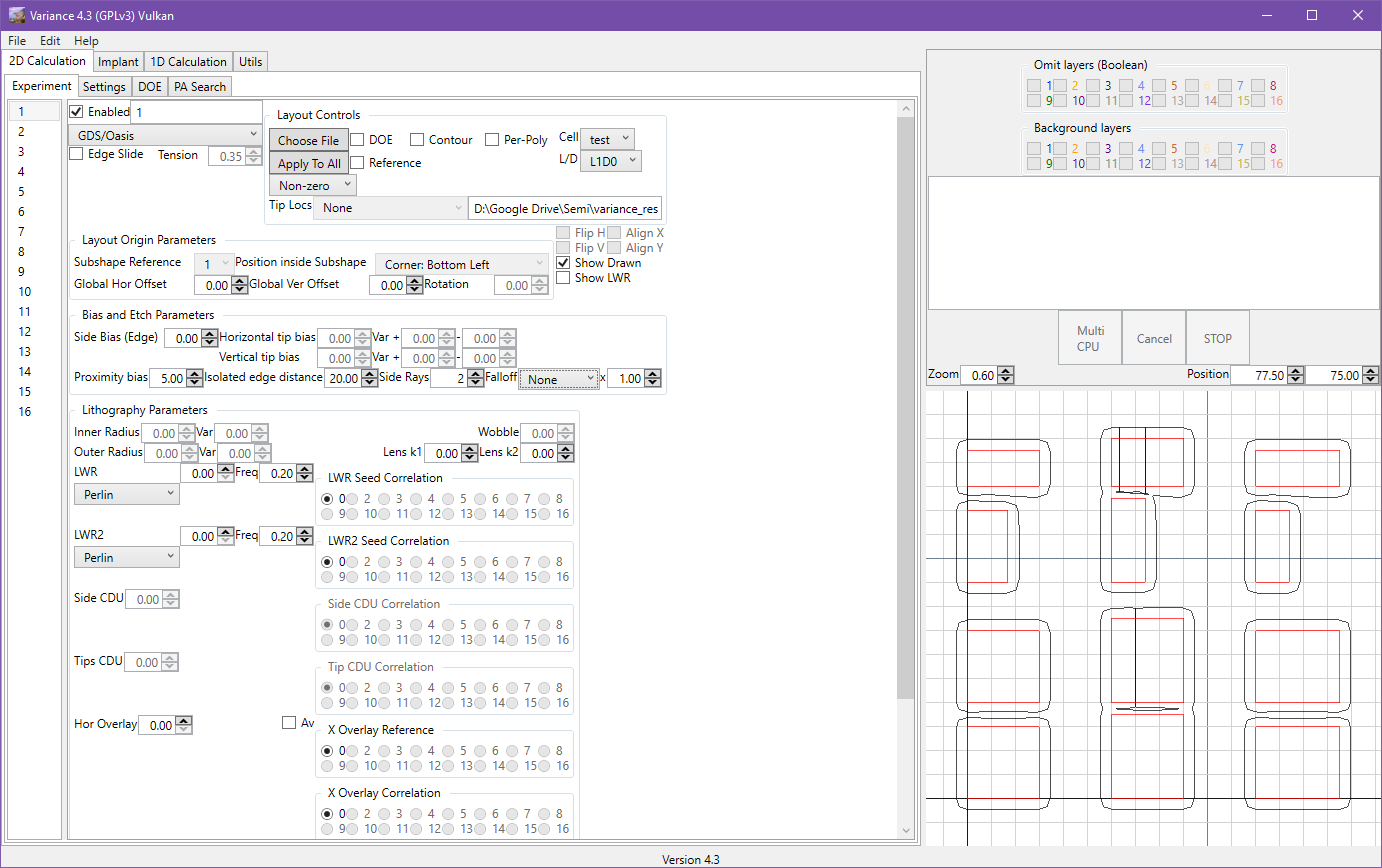 Variance 4.3 (GPLv3) Vulkan
File Edit Help
2D Calculation Implant 1D Calculation Utils
Experiment Settings DOE PA Search
1
2
3
4
5
6
7
8
9
10
11
12
13
14
15
16
Enabled 1
GDS/Oasis
Edge Slide Tension 0.35
Layout Controls
Choose File DOE Contour Per-Poly Cell test
Apply To All Reference L/D L1D0
Non-zero
Tip Locs None D:\Google Drive\Semi\variance_res
Layout Origin Parameters
Subshape Reference 1 Position inside Subshape Corner: Bottom Left
Global Hor Offset 0.00 Global Ver Offset 0.00 Rotation 0.00
Flip H Align X
Flip V Align Y
Show Drawn
Show LWR
Bias and Etch Parameters
Side Bias (Edge) 0.00 Horizontal tip bias 0.00 Var + 0.00 - 0.00
Vertical tip bias 0.00 Var + 0.00 - 0.00
Proximity bias 5.00 Isolated edge distance 20.00 Side Rays 2 Falloff None x 1.00
Lithography Parameters
Inner Radius 0.00 Var 0.00 Wobble 0.00
Outer Radius 0.00 Var 0.00 Lens k1 0.00 Lens k2 0.00
LWR 0.00 Freq 0.20
Perlin
LWR Seed Correlation
0 2 3 4 5 6 7 8
9 10 11 12 13 14 15 16
LWR2 0.00 Freq 0.20
Perlin
LWR2 Seed Correlation
0 2 3 4 5 6 7 8
9 10 11 12 13 14 15 16
Side CDU 0.00
Side CDU Correlation
0 2 3 4 5 6 7 8
9 10 11 12 13 14 15 16
Tips CDU 0.00
Tip CDU Correlation
0 2 3 4 5 6 7 8
9 10 11 12 13 14 15 16
Hor Overlay 0.00 Av
X Overlay Reference
0 2 3 4 5 6 7 8
9 10 11 12 13 14 15 16
X Overlay Correlation
0 2 3 4 5 6 7 8
9 10 11 12 13 14 15 16
Omit layers (Boolean)
1 2 3 4 5 6 7 8
9 10 11 12 13 14 15 16
Background layers
1 2 3 4 5 6 7 8
9 10 11 12 13 14 15 16
Multi
CPU
Cancel
STOP
Zoom 0.60 Position 77.50 75.00
Version 4.3